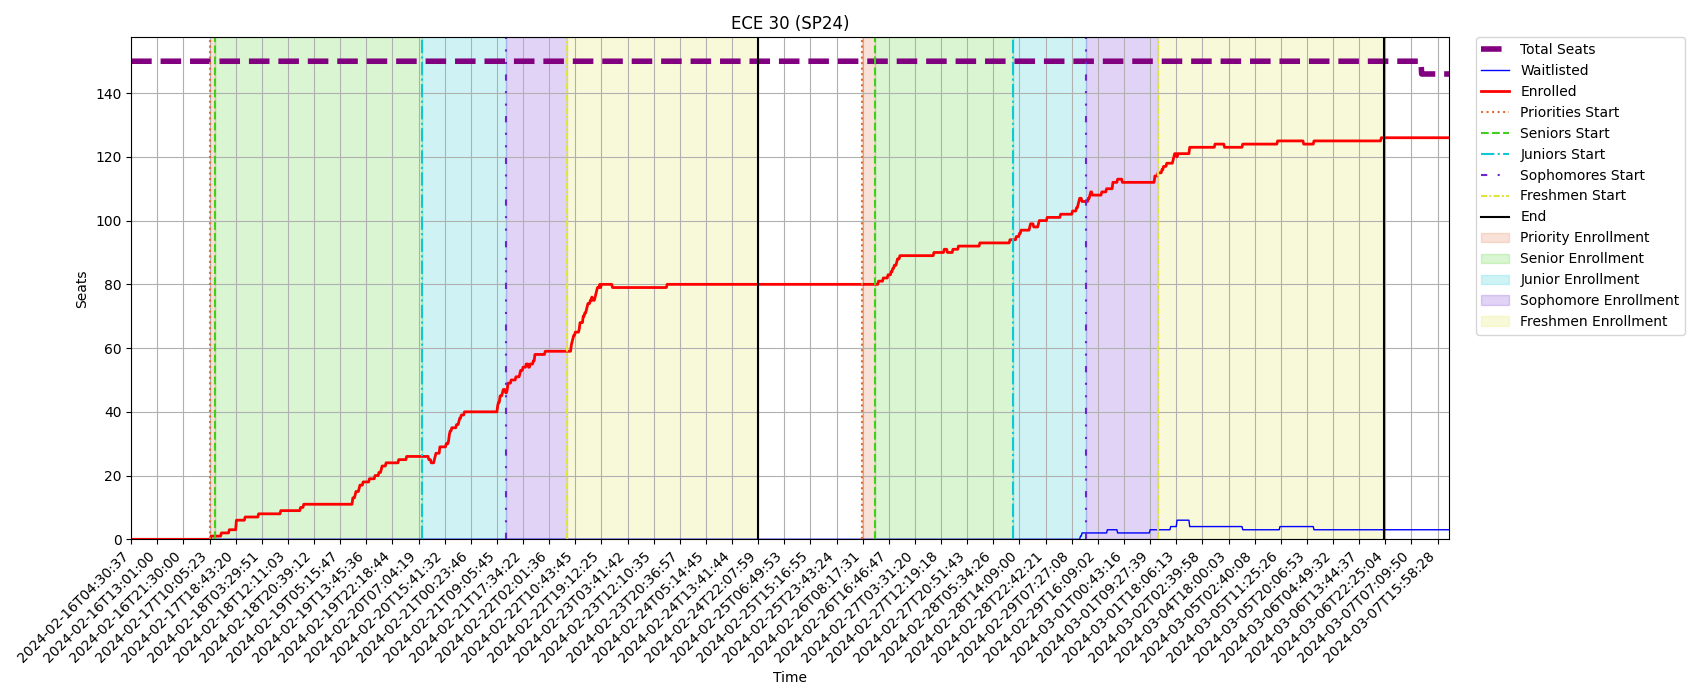 ECE 30 (SP24)
Total Seats
Waitlisted
Enrolled
Priorities Start
Seniors Start
Juniors Start
Sophomores Start
Freshmen Start
End
Priority Enrollment
Senior Enrollment
Junior Enrollment
Sophomore Enrollment
Freshmen Enrollment
Seats
140
120
100
80
60
40
20
0
2024-02-16T04:30:37
2024-02-16T13:01:00
2024-02-16T21:30:00
2024-02-17T10:05:23
2024-02-17T18:43:20
2024-02-18T03:29:51
2024-02-18T12:11:03
2024-02-18T20:39:12
2024-02-19T05:15:47
2024-02-19T13:45:36
2024-02-19T22:18:44
2024-02-20T07:04:19
2024-02-20T15:41:32
2024-02-21T00:23:46
2024-02-21T09:05:45
2024-02-21T17:34:22
2024-02-22T02:01:36
2024-02-22T10:43:45
2024-02-22T19:12:25
2024-02-23T03:41:42
2024-02-23T12:10:35
2024-02-23T20:36:57
2024-02-24T05:14:45
2024-02-24T13:41:44
2024-02-24T22:07:59
2024-02-25T06:49:53
2024-02-25T15:16:55
2024-02-25T23:43:24
2024-02-26T08:17:31
2024-02-26T16:46:47
2024-02-27T03:31:20
2024-02-27T12:19:18
2024-02-27T20:51:43
2024-02-28T05:34:26
2024-02-28T14:09:00
2024-02-28T22:42:21
2024-02-29T07:27:08
2024-02-29T16:09:02
2024-03-01T00:43:16
2024-03-01T09:27:39
2024-03-01T18:06:13
2024-03-02T02:39:58
2024-03-04T18:00:03
2024-03-05T02:40:08
2024-03-05T11:25:26
2024-03-05T20:06:53
2024-03-06T04:49:32
2024-03-06T13:44:37
2024-03-06T22:25:04
2024-03-07T07:09:50
2024-03-07T15:58:28
Time